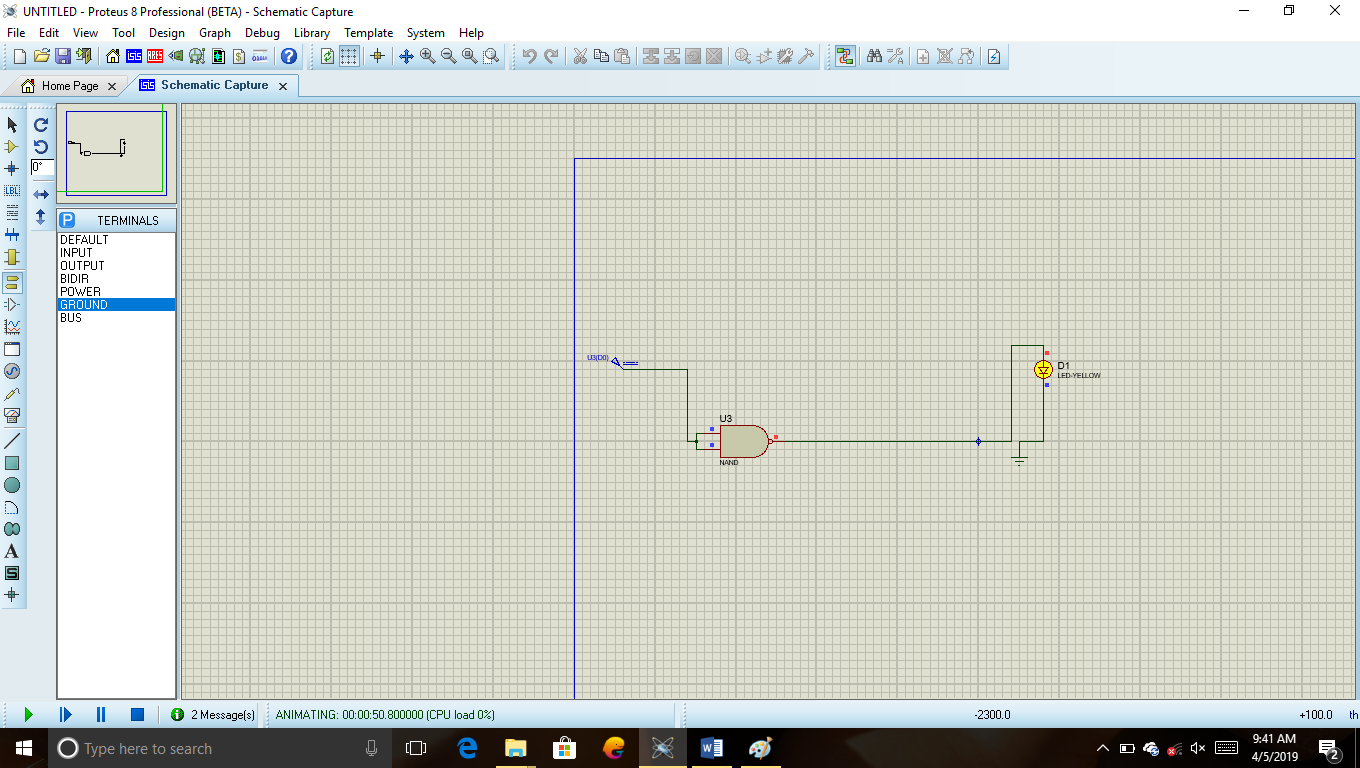 UNTITLED - Proteus 8 Professional (BETA) - Schematic Capture
File Edit View Tool Design Graph Debug Library Template System Help
Home Page
Schematic Capture
0°
LBL
P TERMINALS
DEFAULT
INPUT
OUTPUT
BIDIR
POWER
GROUND
BUS
A
S
U3(D0)
D1
LED-YELLOW
U3
NAND
2 Message(s)
ANIMATING: 00:00:50.800000 (CPU load 0%)
-2300.0
+100.0 th
Type here to search
9:41 AM
4/5/2019
2